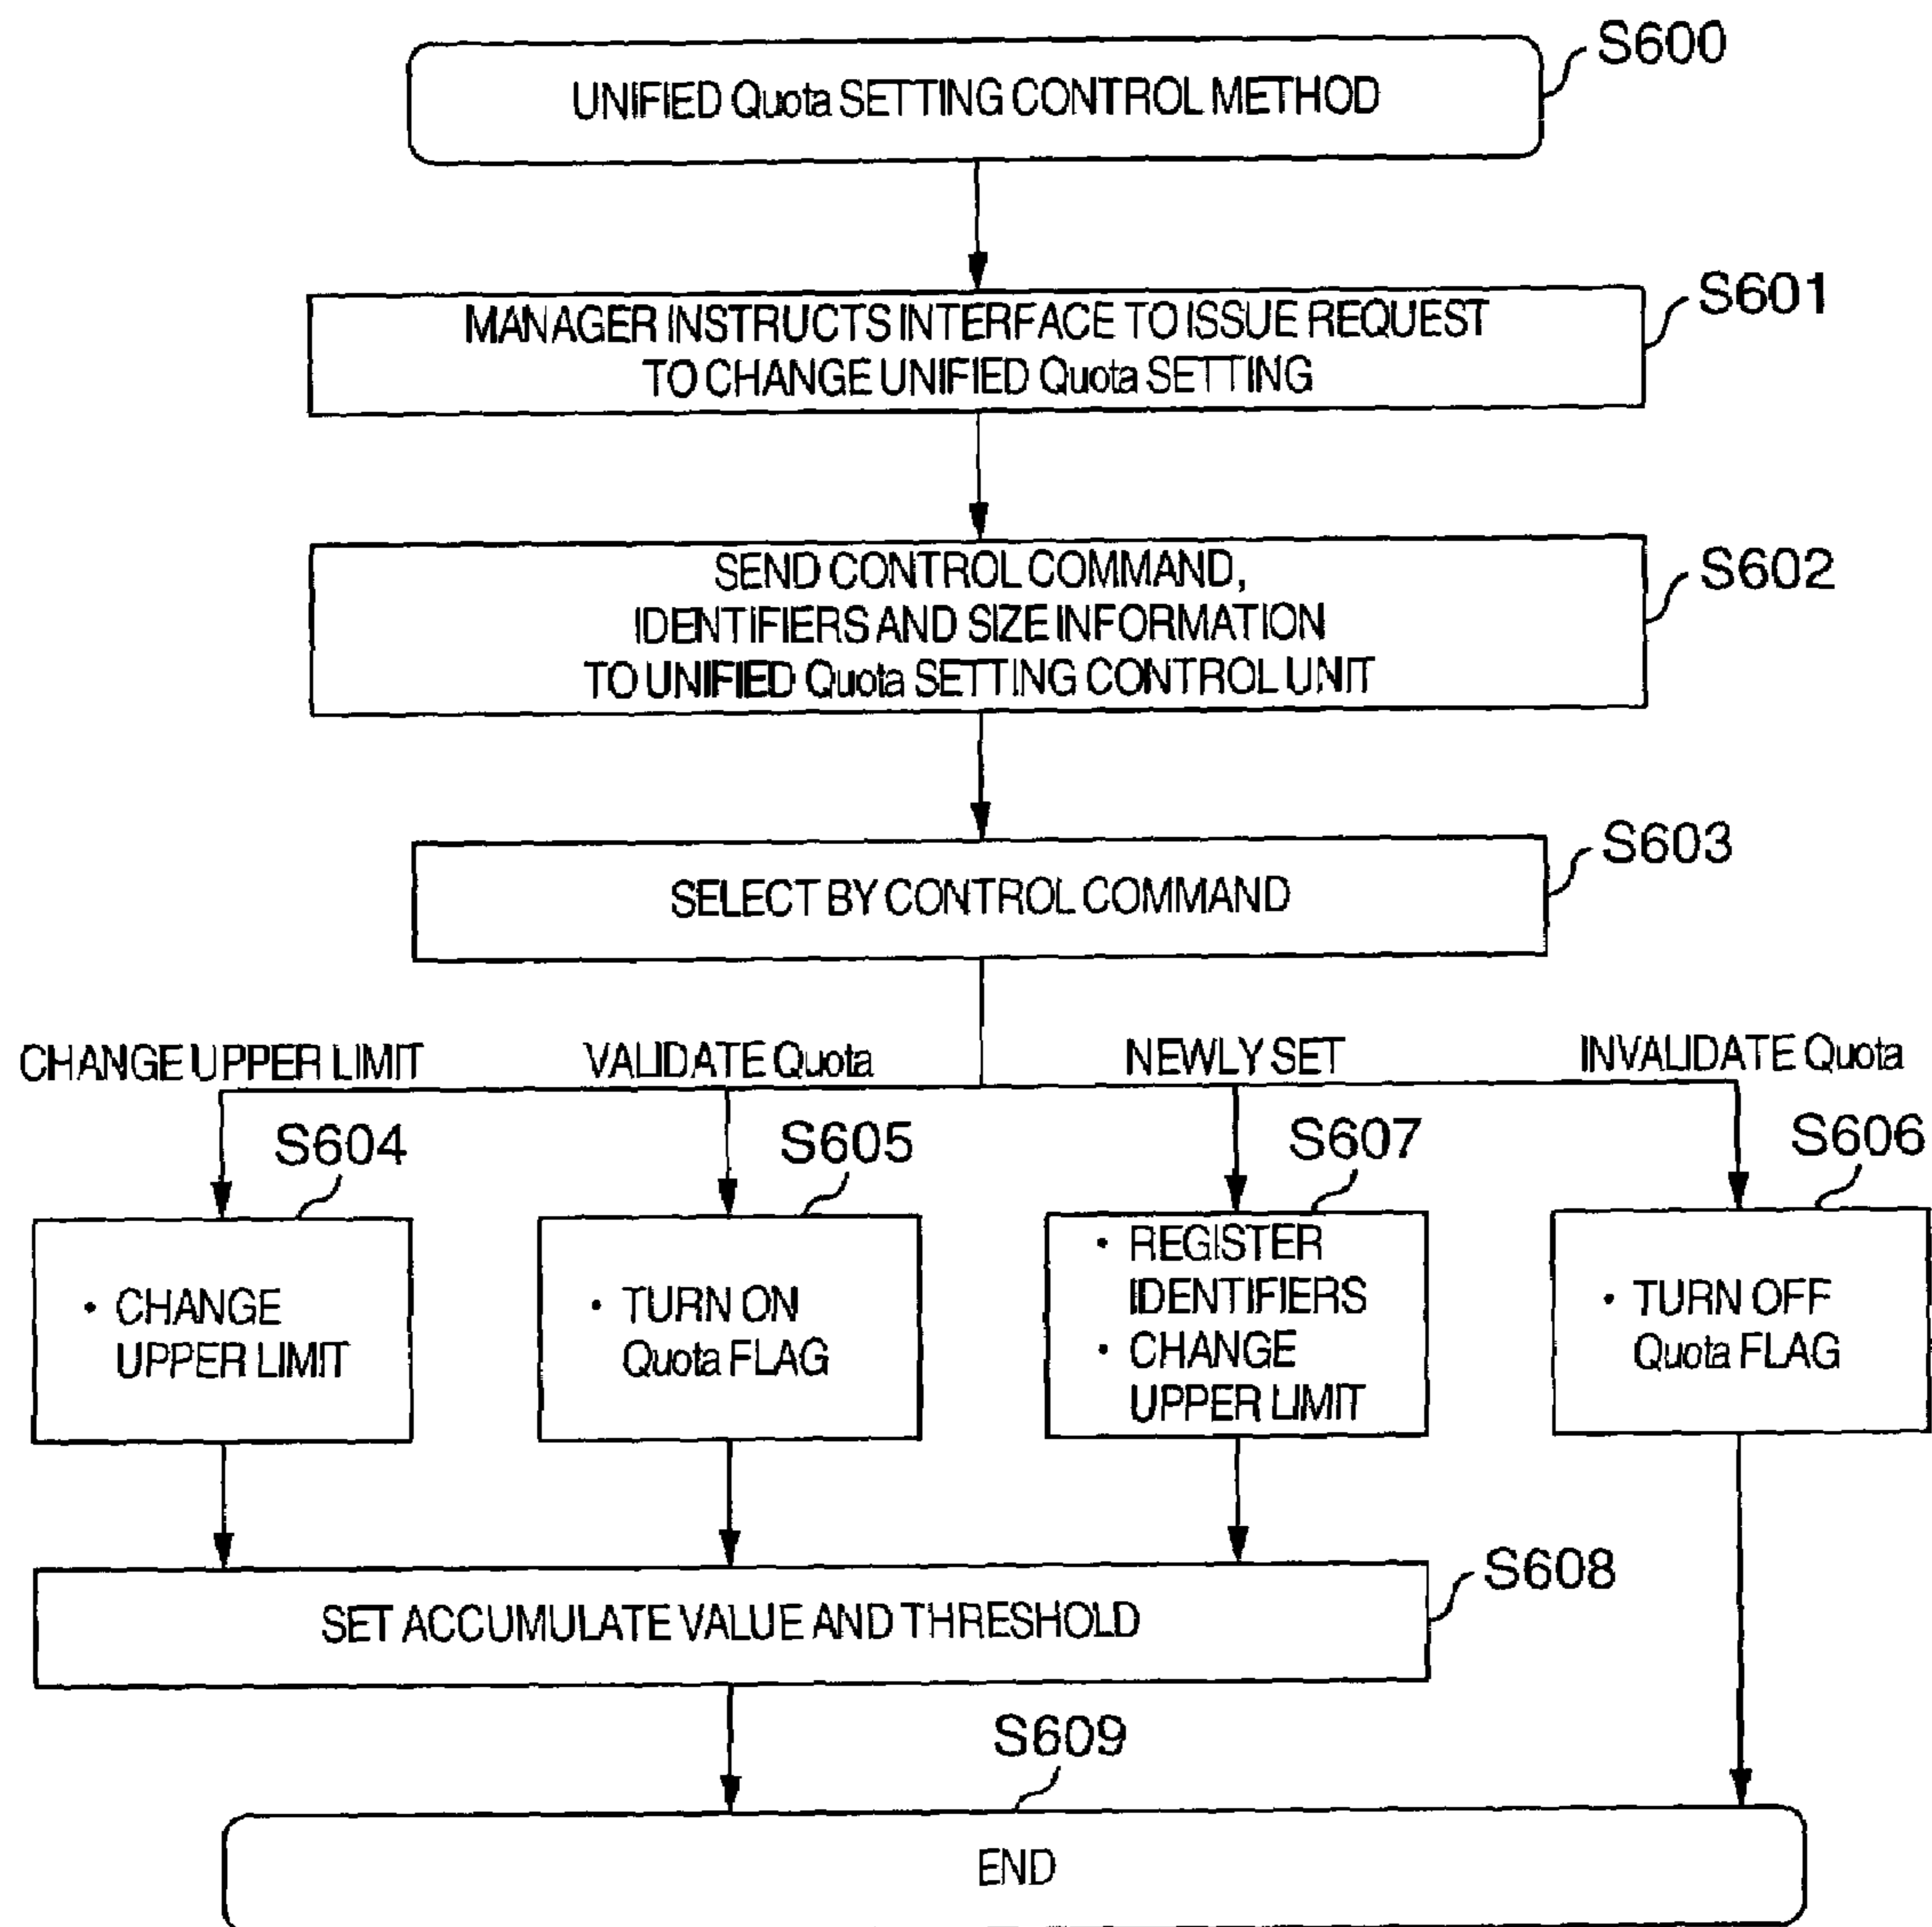 S600
UNIFIED Quota SETTING CONTROL METHOD
S601
MANAGER INSTRUCTS INTERFACE TO ISSUE REQUEST
TO CHANGE UNIFIED Quota SETTING
S602
SEND CONTROL COMMAND,
IDENTIFIERS AND SIZE INFORMATION
TO UNIFIED Quota SETTING CONTROL UNIT
S603
SELECT BY CONTROL COMMAND
CHANGE UPPER LIMIT
VALIDATE Quota
NEWLY SET
INVALIDATE Quota
S604
• CHANGE
UPPER LIMIT
S605
• TURN ON
Quota FLAG
S607
• REGISTER
IDENTIFIERS
• CHANGE
UPPER LIMIT
S606
• TURN OFF
Quota FLAG
S608
SET ACCUMULATE VALUE AND THRESHOLD
S609
END